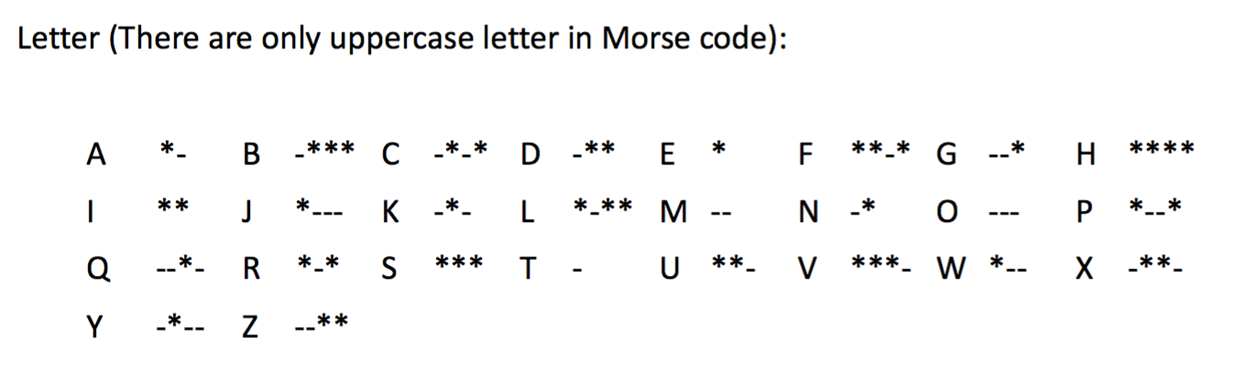 Letter (There are only uppercase letter in Morse code):
A *- B -*** C -*-* D -** E * F **-* G --* H ****
I ** J *--- K -*- L *-** M -- N -* O --- P *--*
Q --*- R *-* S *** T - U **- V ***- W *-- X -**-
Y -*-- Z --**